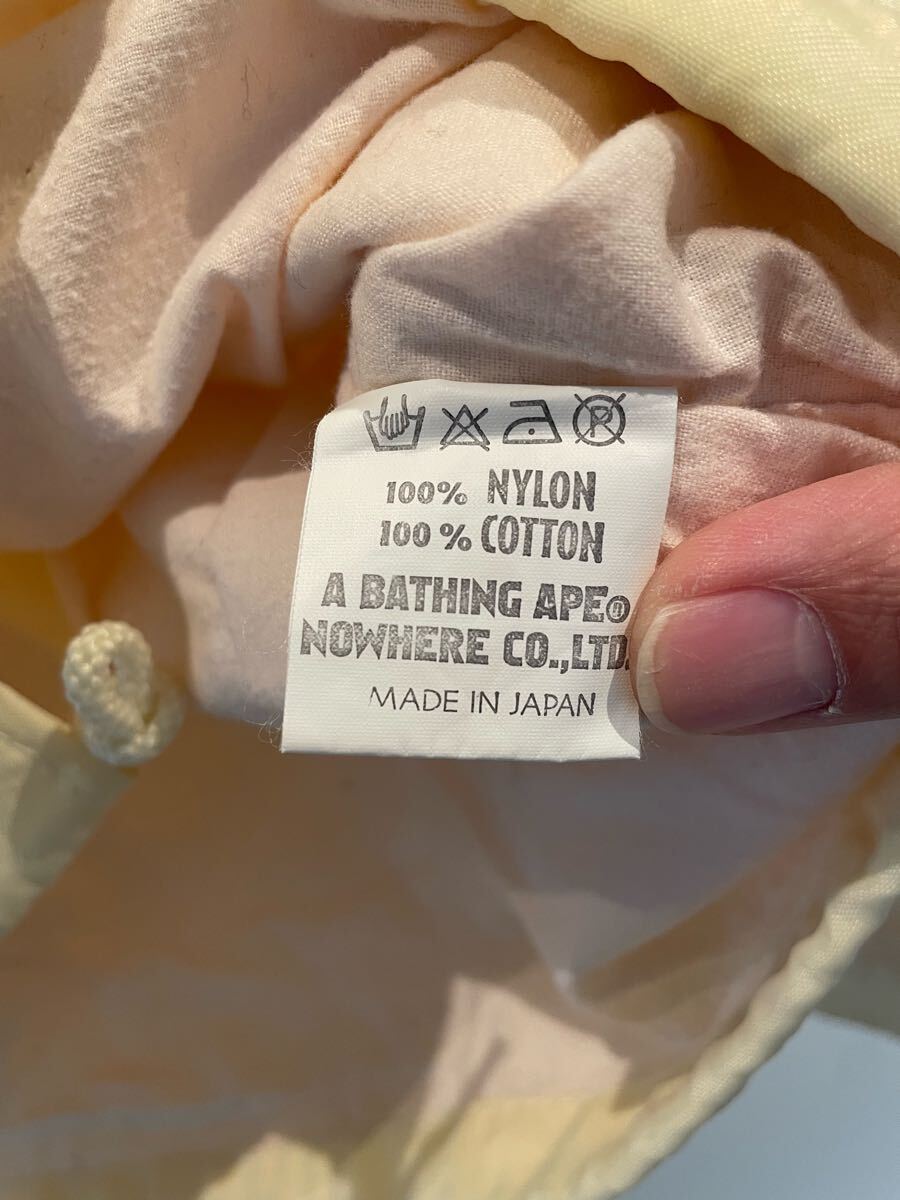 P
100% NYLON
100% COTTON
A BATHING APE®
NOWHERE CO.,LTD.
MADE IN JAPAN